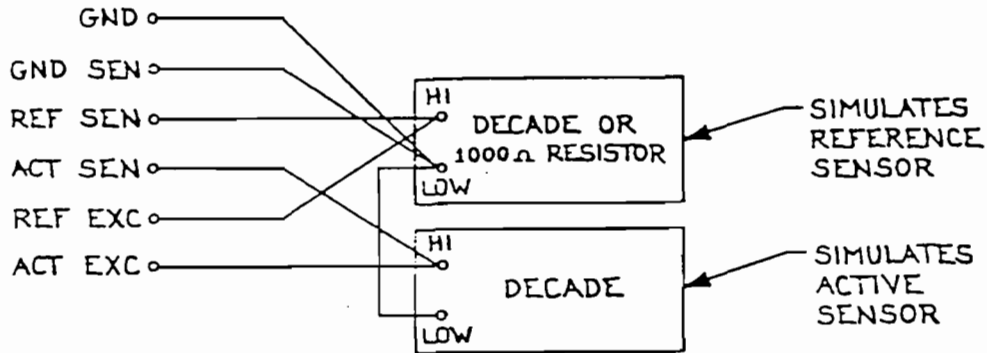 GND
GND SEN
REF SEN
ACT SEN
REF EXC
ACT EXC
HI
DECADE OR
1000Ω RESISTOR
LOW
HI
DECADE
LOW
SIMULATES
REFERENCE
SENSOR
SIMULATES
ACTIVE
SENSOR